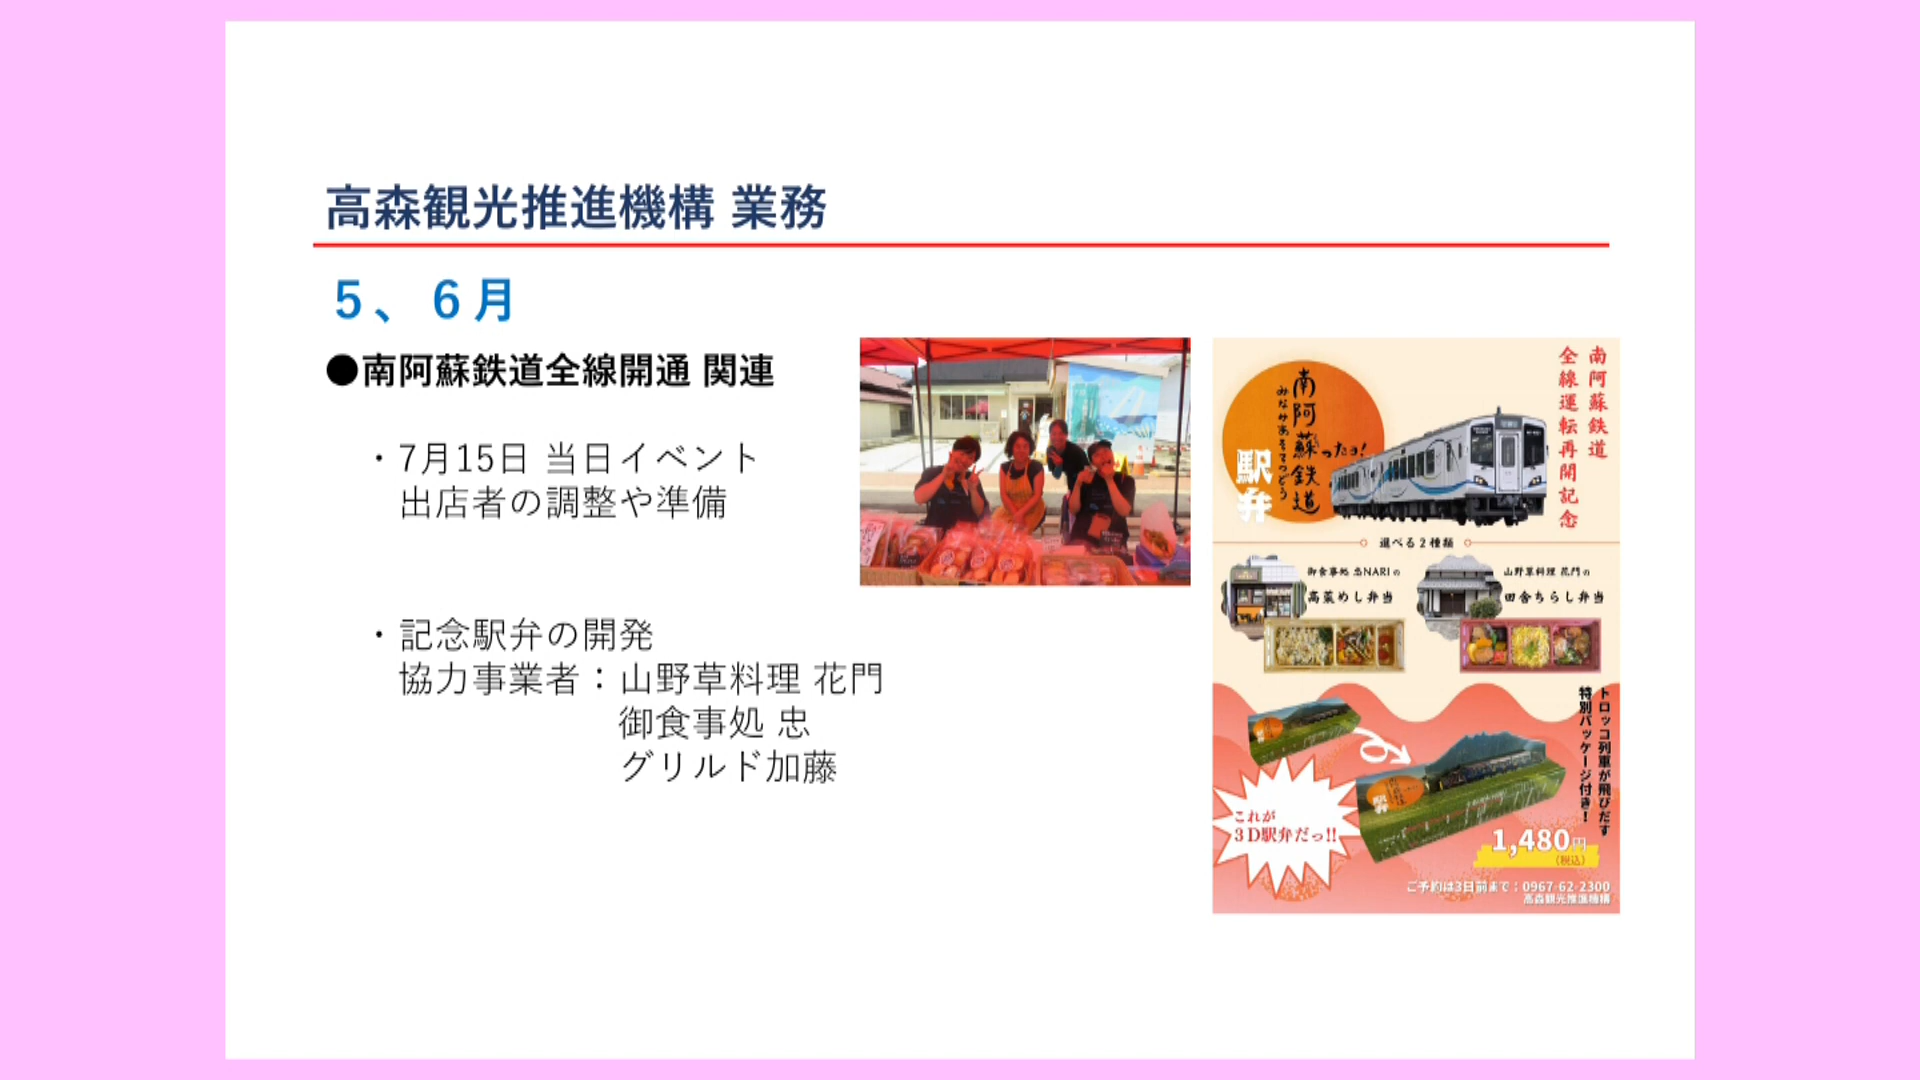 高森観光推進機構 業務
５、６月
●南阿蘇鉄道全線開通 関連
・7月15日 当日イベント
出店者の調整や準備
・記念駅弁の開発
協力事業者：山野草料理 花門
御食事処 忠
グリルド加藤
南阿蘇鉄道
全線運転再開記念
南阿蘇鉄道
みなみあそてつどう
ったョ!
駅弁
選べる2種類
御食事処 忠NARIの
高菜めし弁当
山野草料理 花門の
田舎ちらし弁当
トロッコ列車が飛びだす
特別パッケージ付き!
これが
3D駅弁だっ!!
1,480円
(税込)
ご予約は3日前まで：0967-62-2300
高森観光推進機構